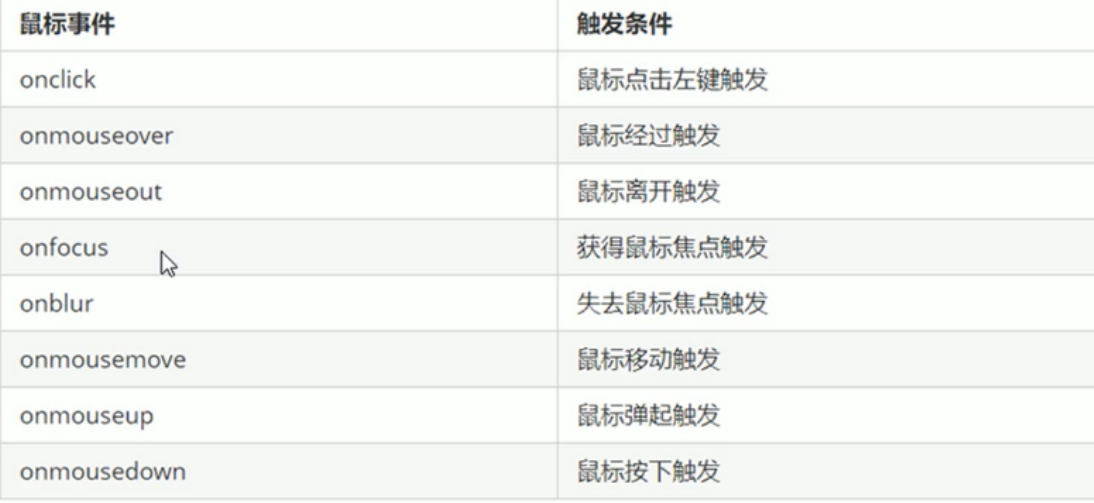 鼠标事件 触发条件
onclick 鼠标点击左键触发
onmouseover 鼠标经过触发
onmouseout 鼠标离开触发
onfocus 获得鼠标焦点触发
onblur 失去鼠标焦点触发
onmousemove 鼠标移动触发
onmouseup 鼠标弹起触发
onmousedown 鼠标按下触发